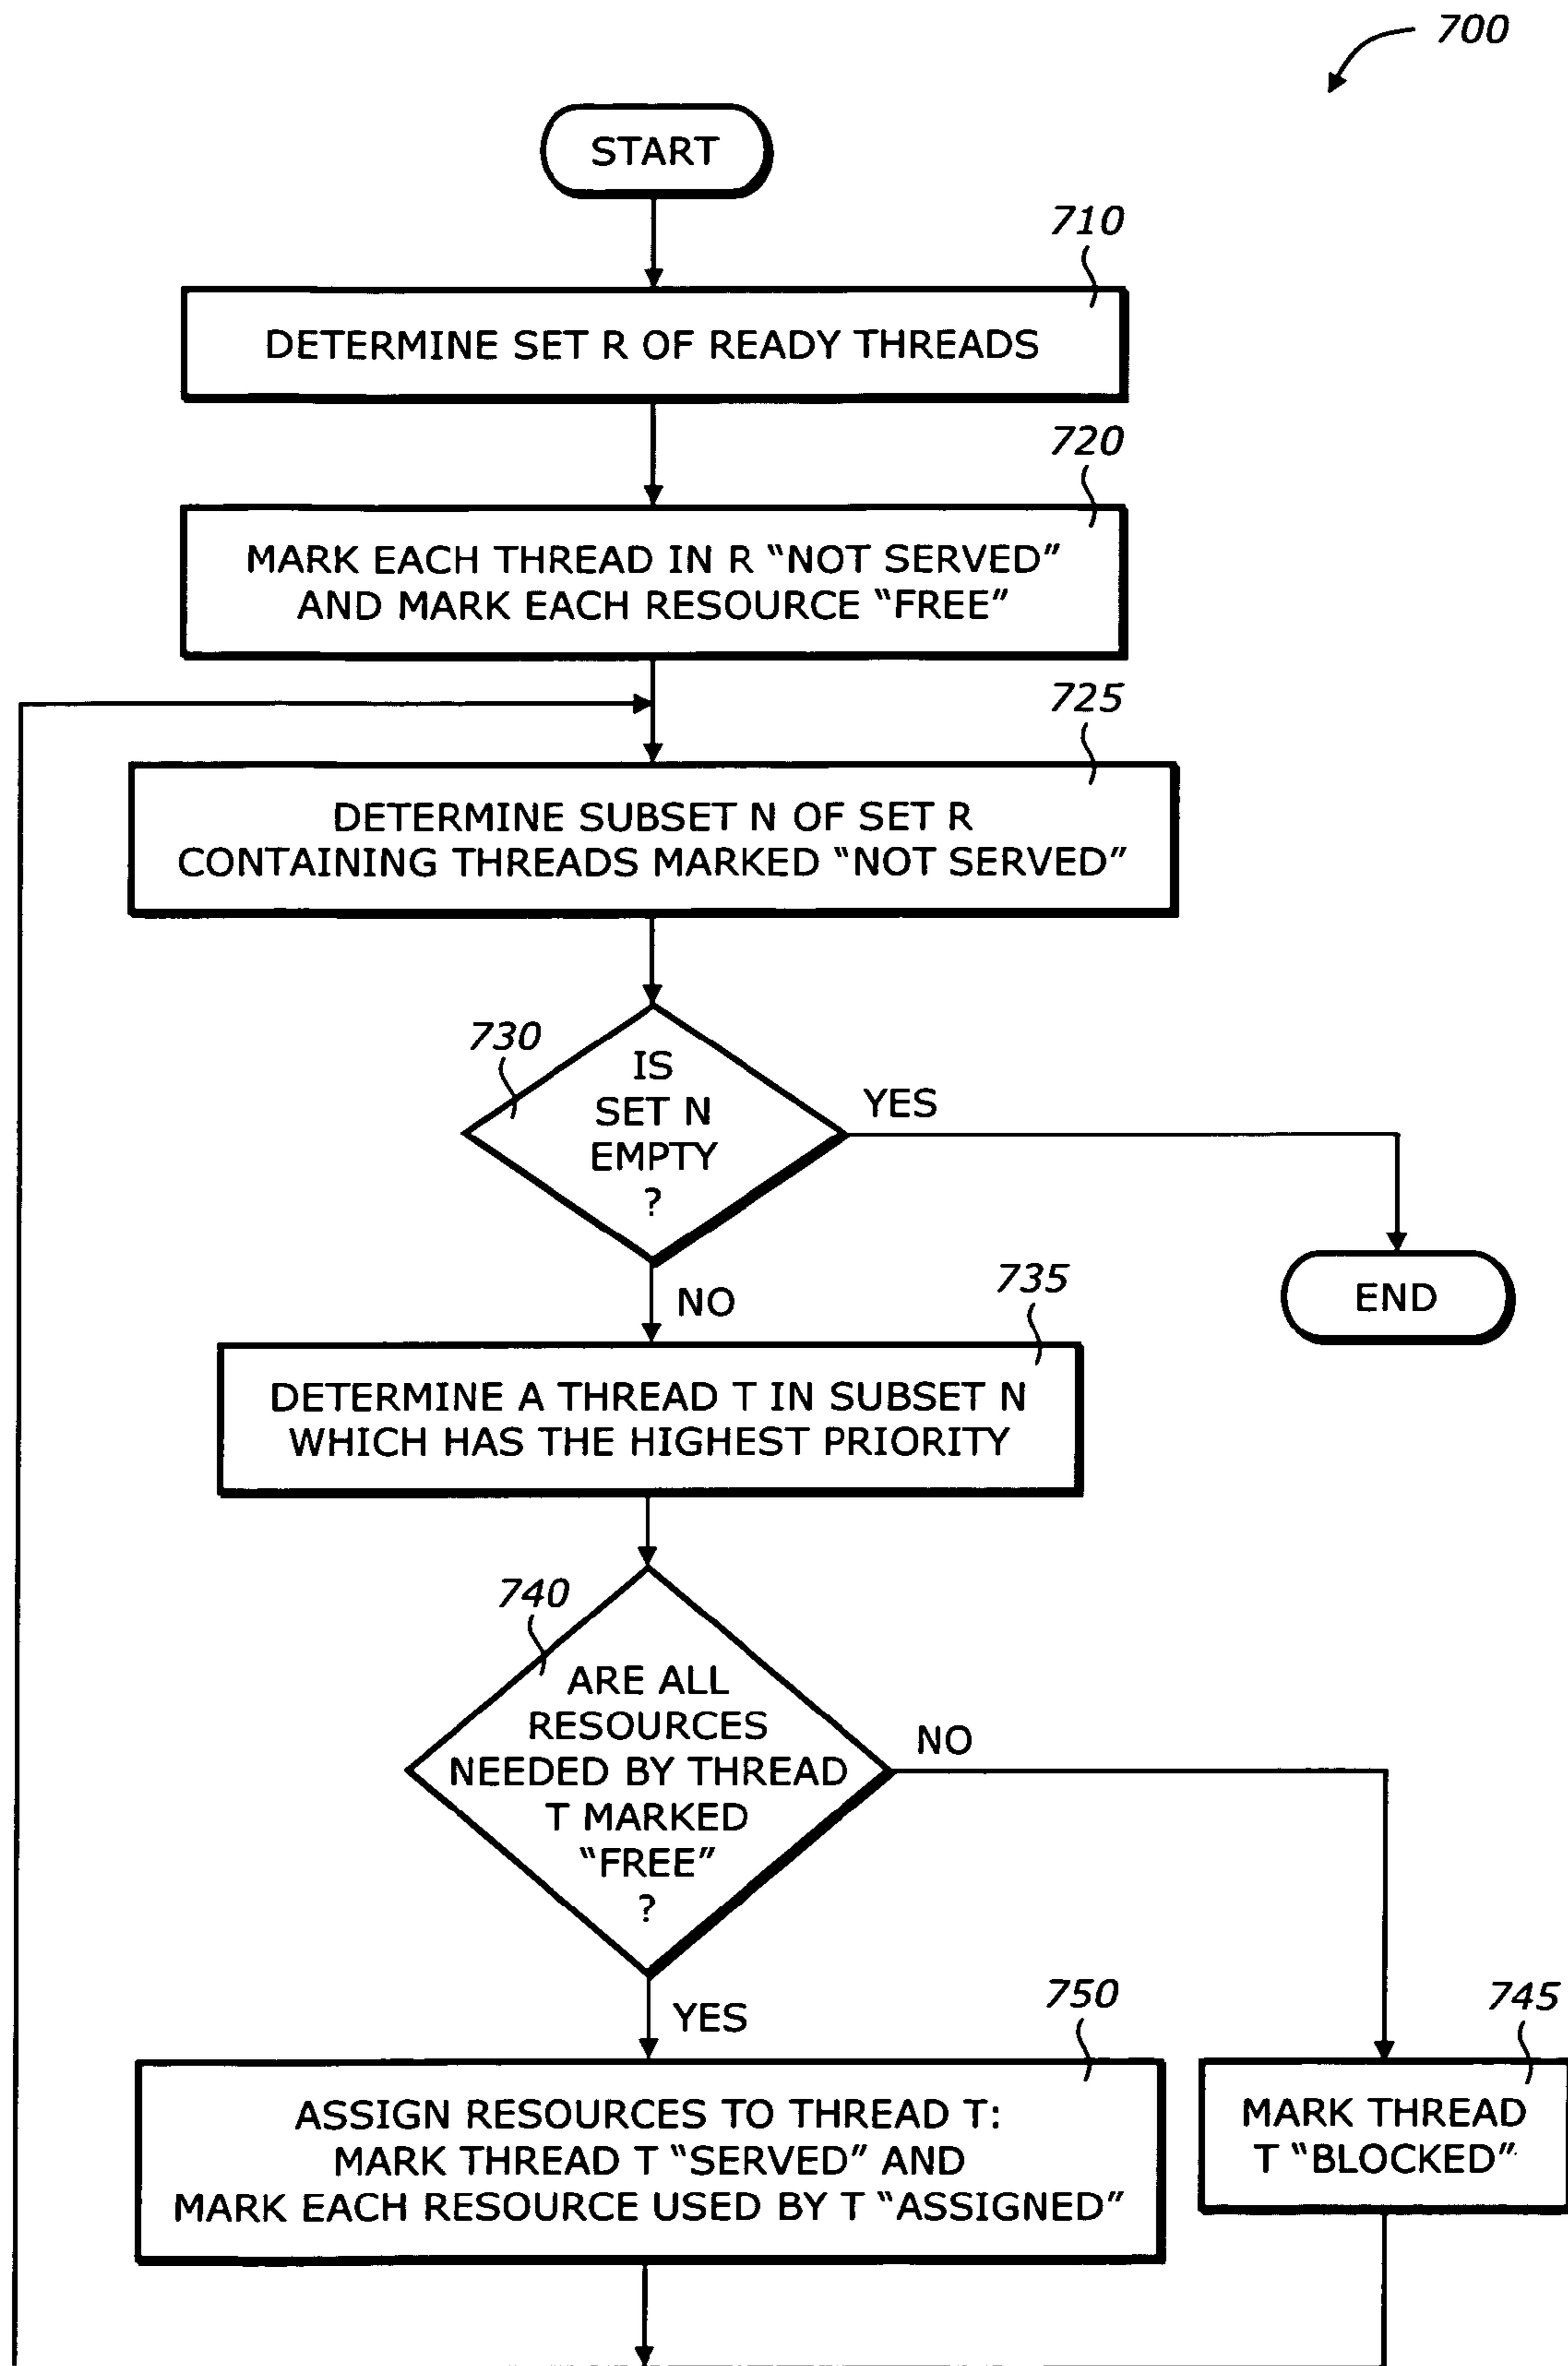 700
START
710
DETERMINE SET R OF READY THREADS
720
MARK EACH THREAD IN R “NOT SERVED”
AND MARK EACH RESOURCE “FREE”
725
DETERMINE SUBSET N OF SET R
CONTAINING THREADS MARKED “NOT SERVED”
730
IS
SET N
EMPTY
?
YES
END
NO
735
DETERMINE A THREAD T IN SUBSET N
WHICH HAS THE HIGHEST PRIORITY
740
ARE ALL
RESOURCES
NEEDED BY THREAD
T MARKED
“FREE”
?
NO
YES
750
ASSIGN RESOURCES TO THREAD T:
MARK THREAD T “SERVED” AND
MARK EACH RESOURCE USED BY T “ASSIGNED”
745
MARK THREAD
T “BLOCKED”